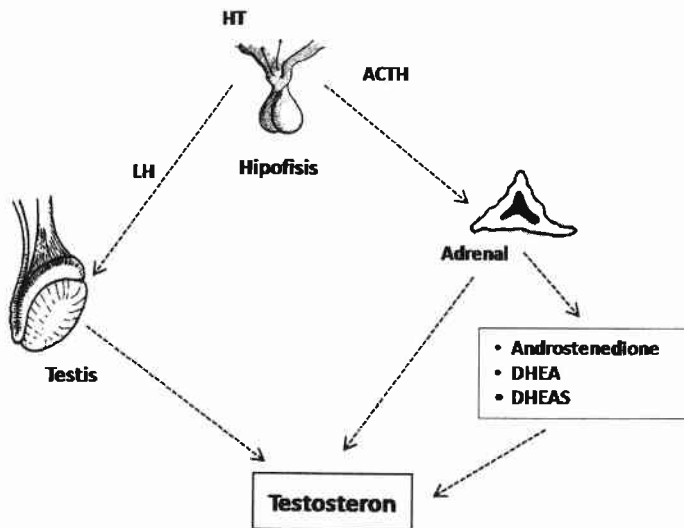 HT
ACTH
LH
Hipofisis
Adrenal
Testis
• Androstenedione
• DHEA
• DHEAS
Testosteron